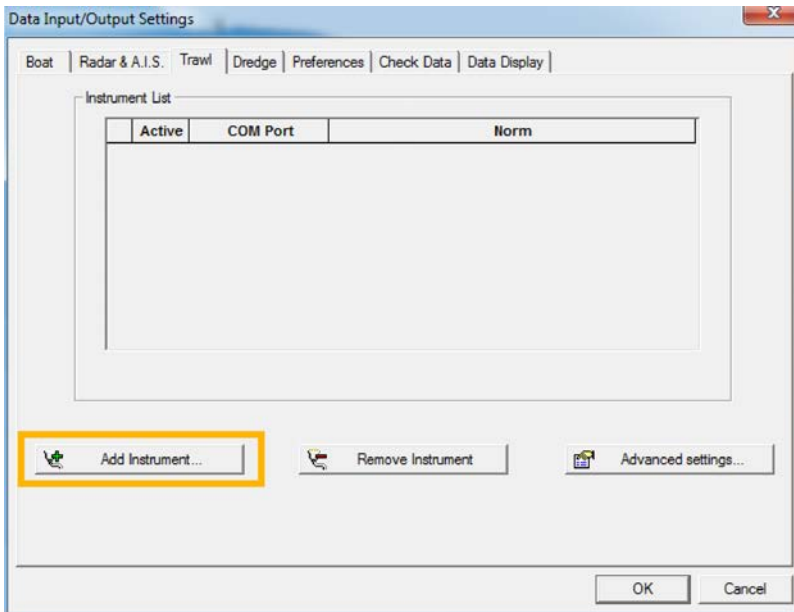 Data Input/Output Settings
Boat Radar & A.I.S. Trawl Dredge Preferences Check Data Data Display
Instrument List
Active COM Port Norm
Add Instrument... Remove Instrument Advanced settings...
OK Cancel